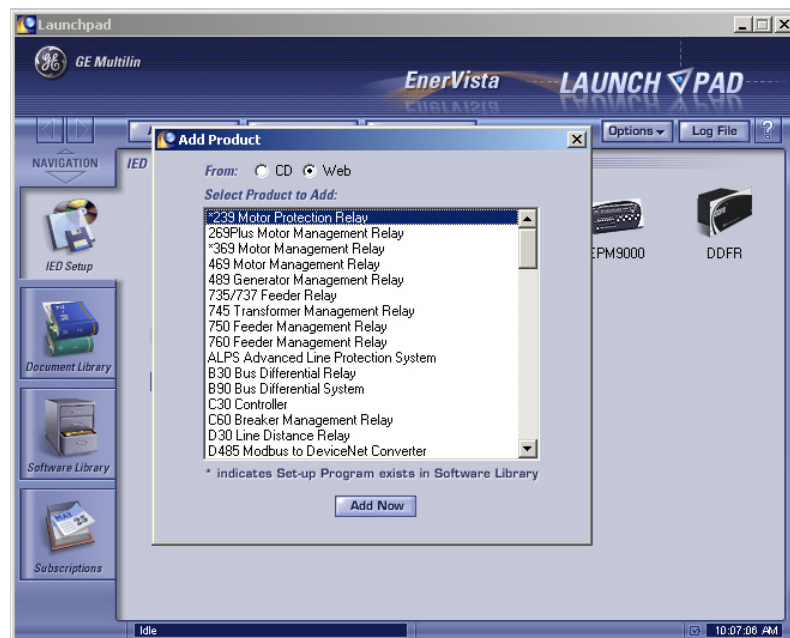 Launchpad
GE Multilin
EnerVista
LAUNCH PAD
Options
Log File
?
NAVIGATION
IED
Add Product
From: CD Web
Select Product to Add:
*239 Motor Protection Relay
269Plus Motor Management Relay
*369 Motor Management Relay
469 Motor Management Relay
489 Generator Management Relay
735/737 Feeder Relay
745 Transformer Management Relay
750 Feeder Management Relay
760 Feeder Management Relay
ALPS Advanced Line Protection System
B30 Bus Differential Relay
B90 Bus Differential System
C30 Controller
C60 Breaker Management Relay
D30 Line Distance Relay
D485 Modbus to DeviceNet Converter
* indicates Set-up Program exists in Software Library
Add Now
IED Setup
Document Library
Software Library
MAY
25
Subscriptions
EPM9000
DDFR
Idle
10:07:06 AM